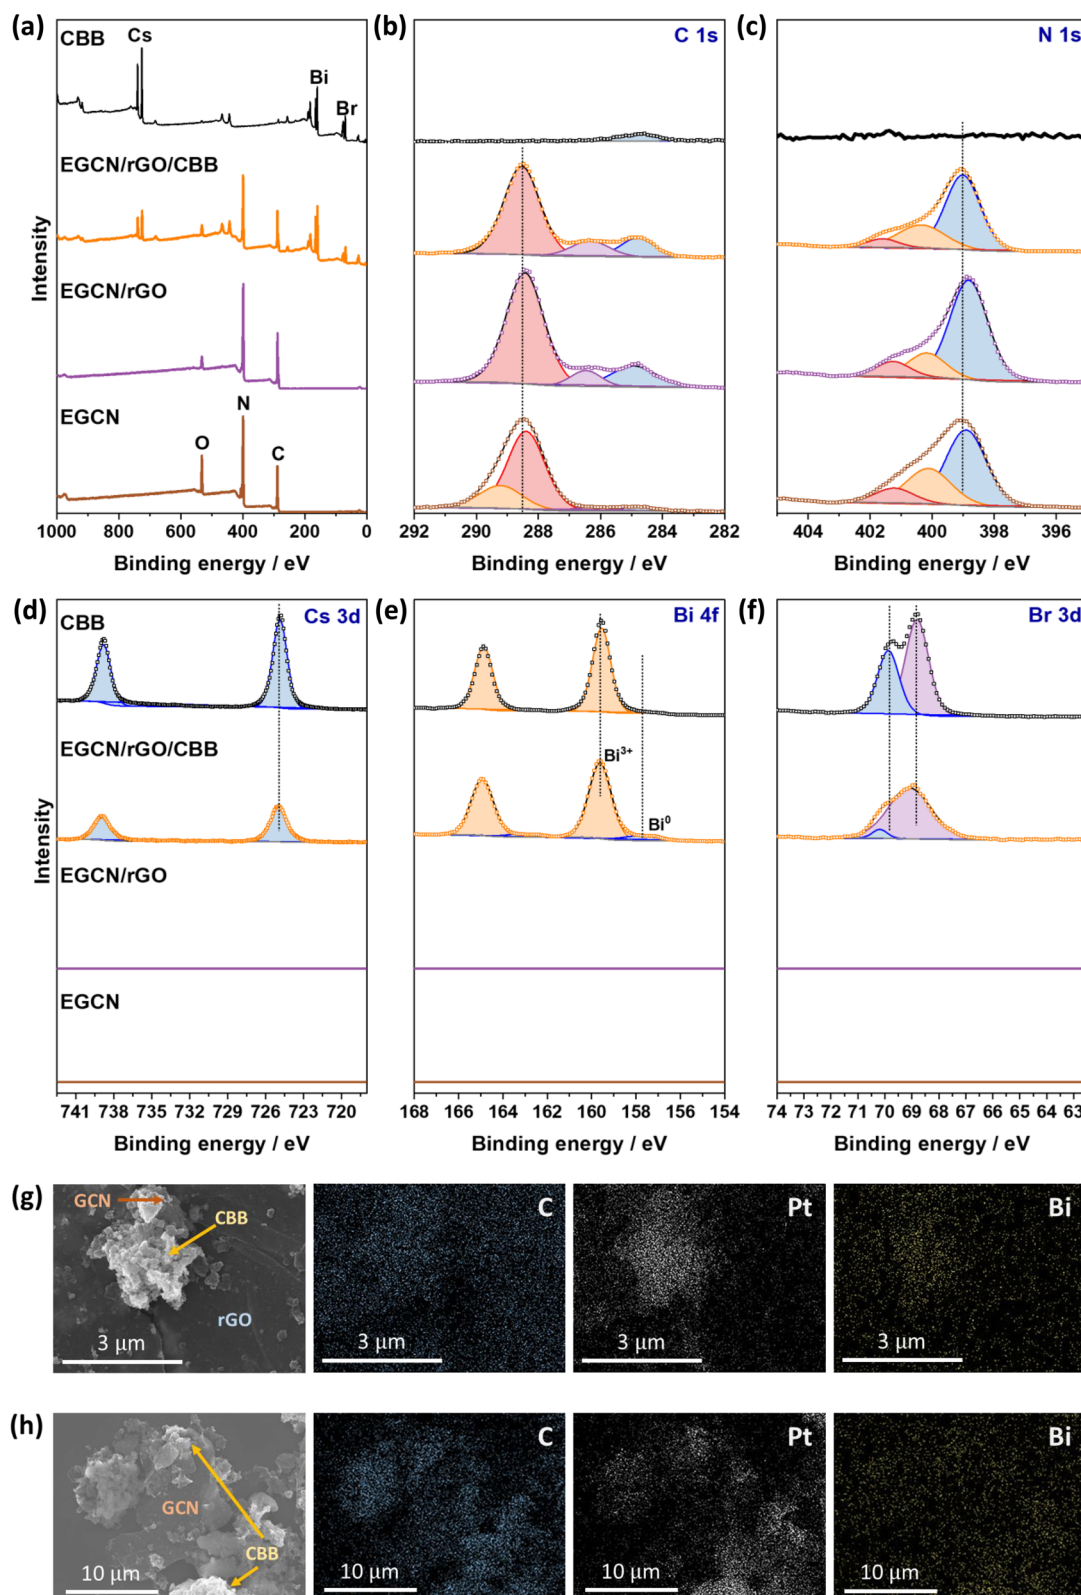 (a)
CBB
Cs
Bi
Br
EGCN/rGO/CBB
EGCN/rGO
EGCN
O
N
C
Intensity
1000 800 600 400 200 0
Binding energy / eV
(b)
C 1s
292 290 288 286 284 282
Binding energy / eV
(c)
N 1s
404 402 400 398 396
Binding energy / eV
(d)
Cs 3d
CBB
EGCN/rGO/CBB
EGCN/rGO
EGCN
Intensity
741 738 735 732 729 726 723 720
Binding energy / eV
(e)
Bi 4f
Bi³⁺
Bi⁰
168 166 164 162 160 158 156 154
Binding energy / eV
(f)
Br 3d
74 73 72 71 70 69 68 67 66 65 64 63
Binding energy / eV
(g)
GCN
CBB
rGO
3 μm
C
3 μm
Pt
3 μm
Bi
3 μm
(h)
GCN
CBB
10 μm
C
10 μm
Pt
10 μm
Bi
10 μm